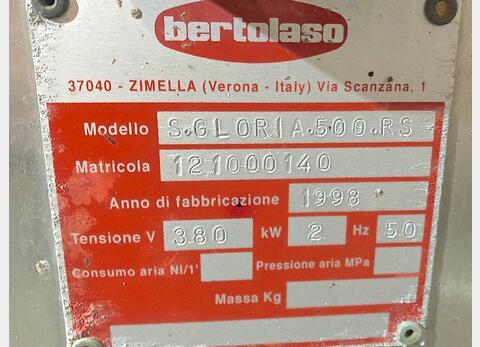 bertolaso
37040 - ZIMELLA (Verona - Italy) Via Scanzana, 1
Modello S.GLORIA.500.RS
Matricola 121000140
Anno di fabbricazione 1998
Tensione V 380 kW 2 Hz 50
Consumo aria Nl/1' Pressione aria MPa
Massa Kg